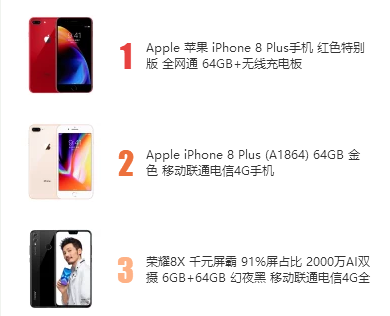 1
Apple 苹果 iPhone 8 Plus手机 红色特别
版 全网通 64GB+无线充电板
2
Apple iPhone 8 Plus (A1864) 64GB 金
色 移动联通电信4G手机
3
荣耀8X 千元屏霸 91%屏占比 2000万AI双
摄 6GB+64GB 幻夜黑 移动联通电信4G全